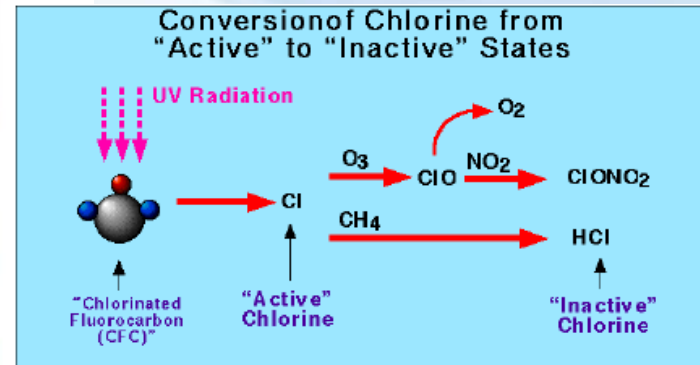 Conversionof Chlorine from
“Active” to “Inactive” States
UV Radiation
O2
O3
ClO
NO2
ClONO2
Cl
CH4
HCl
“Chlorinated
Fluorocarbon
(CFC)”
“Active”
Chlorine
“Inactive”
Chlorine